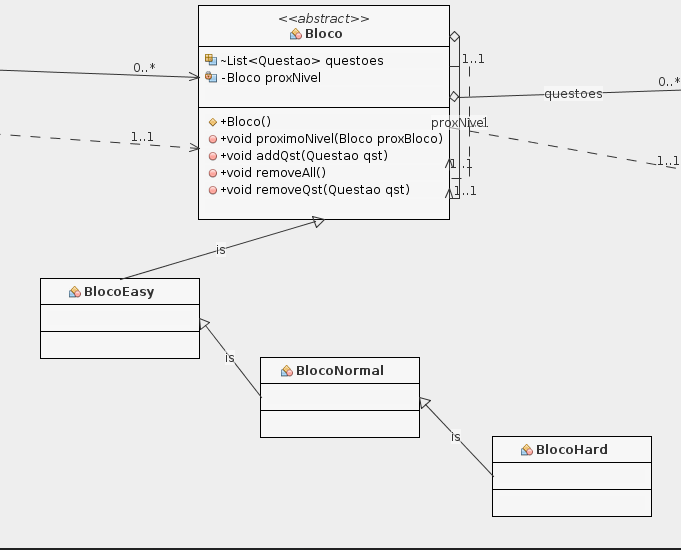 <<abstract>>
Bloco
~List<Questao> questoes
-Bloco proxNivel
+Bloco()
+void proximoNivel(Bloco proxBloco)
+void addQst(Questao qst)
+void removeAll()
+void removeQst(Questao qst)
0..*
1..1
1..1
questoes
0..*
proxNivel
1..1
1..1
1..1
is
BlocoEasy
is
BlocoNormal
is
BlocoHard